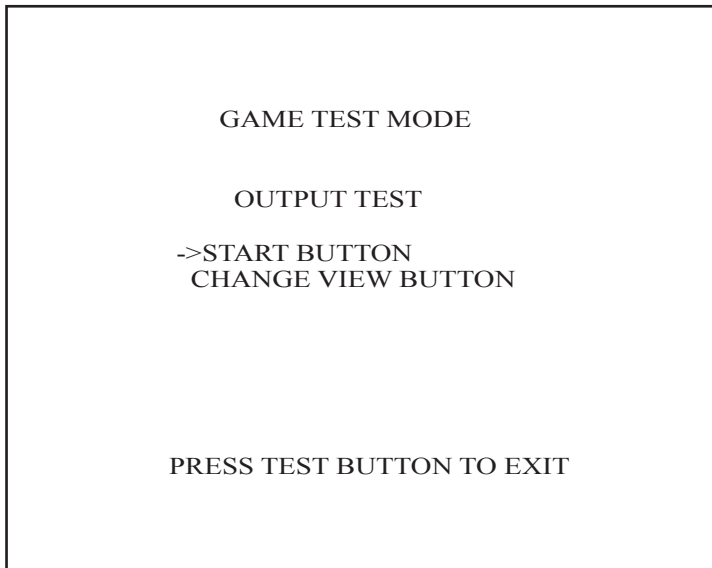 GAME TEST MODE
OUTPUT TEST
->START BUTTON
CHANGE VIEW BUTTON
PRESS TEST BUTTON TO EXIT